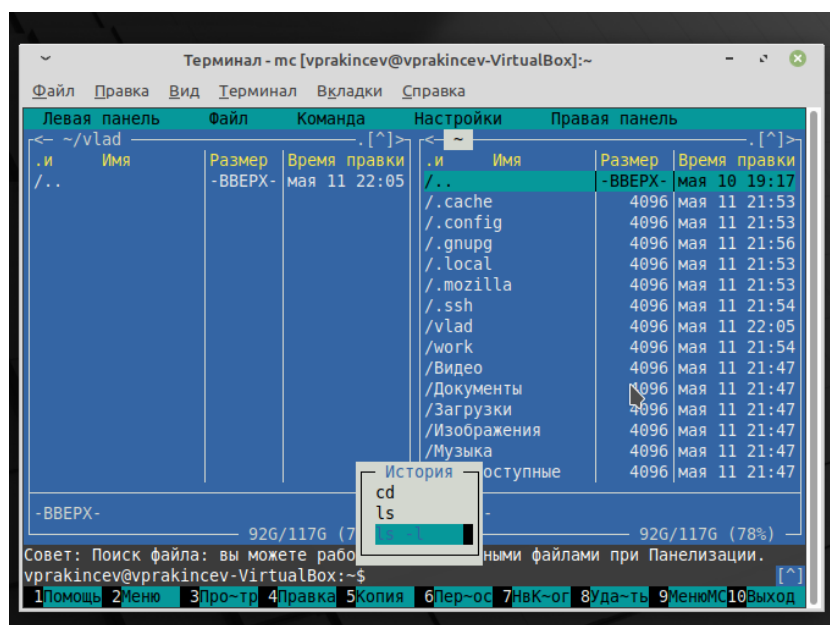 Терминал - mc [vprakincev@vprakincev-VirtualBox]:~
Файл Правка Вид Терминал Вкладки Справка
Левая панель Файл Команда Настройки Правая панель
<— ~/vlad .[^]> <— ~ .[^]>
.и Имя Размер Время правки .и Имя Размер Время правки
/.. -ВВЕРХ- мая 11 22:05 /.. -ВВЕРХ- мая 10 19:17
/.cache 4096 мая 11 21:53
/.config 4096 мая 11 21:53
/.gnupg 4096 мая 11 21:56
/.local 4096 мая 11 21:53
/.mozilla 4096 мая 11 21:53
/.ssh 4096 мая 11 21:54
/vlad 4096 мая 11 22:05
/work 4096 мая 11 21:54
/Видео 4096 мая 11 21:47
/Документы 4096 мая 11 21:47
/Загрузки 4096 мая 11 21:47
/Изображения 4096 мая 11 21:47
/Музыка 4096 мая 11 21:47
История оступные 4096 мая 11 21:47
cd
-ВВЕРХ- ls -
92G/117G (7 ls -l 92G/117G (78%)
Совет: Поиск файла: вы може ными файлами при Панелизации.
vprakincev@vprakincev-VirtualBox:~$ [^]
1Помощь 2Меню 3Про~тр 4Правка 5Копия 6Пер~ос 7НвК~ог 8Уда~ть 9МенюМС 10Выход